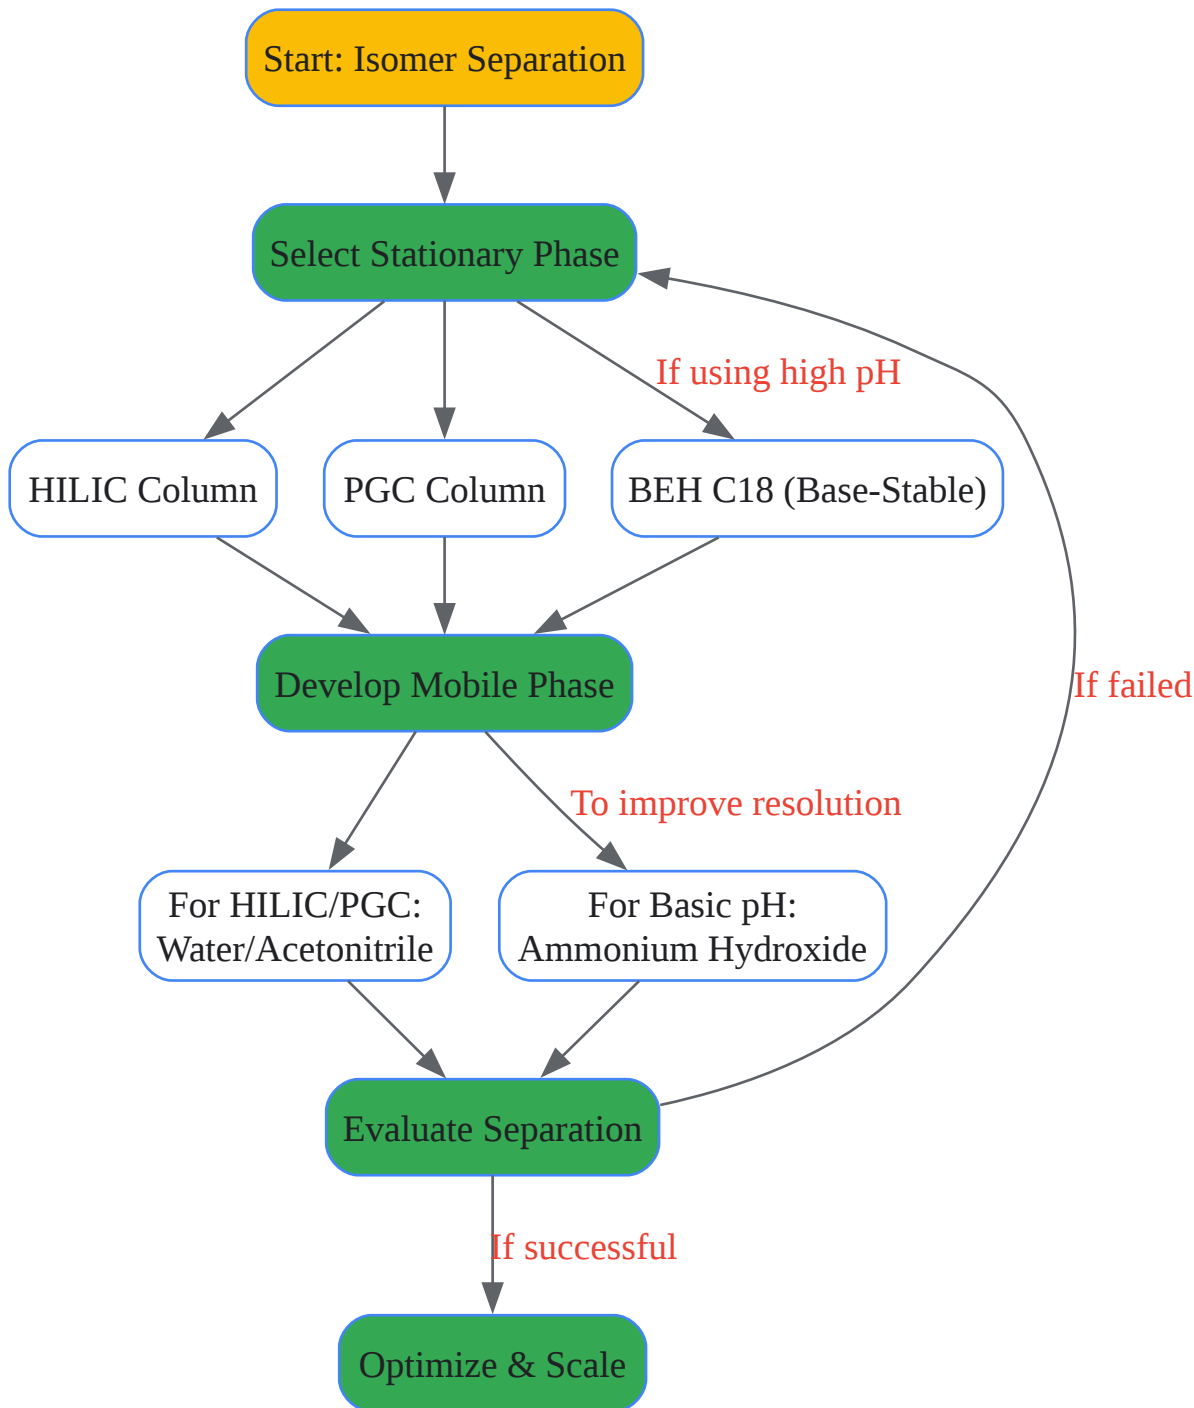 Start: Isomer Separation
Select Stationary Phase
If using high pH
HILIC Column
PGC Column
BEH C18 (Base-Stable)
Develop Mobile Phase
If failed
To improve resolution
For HILIC/PGC:
Water/Acetonitrile
For Basic pH:
Ammonium Hydroxide
Evaluate Separation
If successful
Optimize & Scale